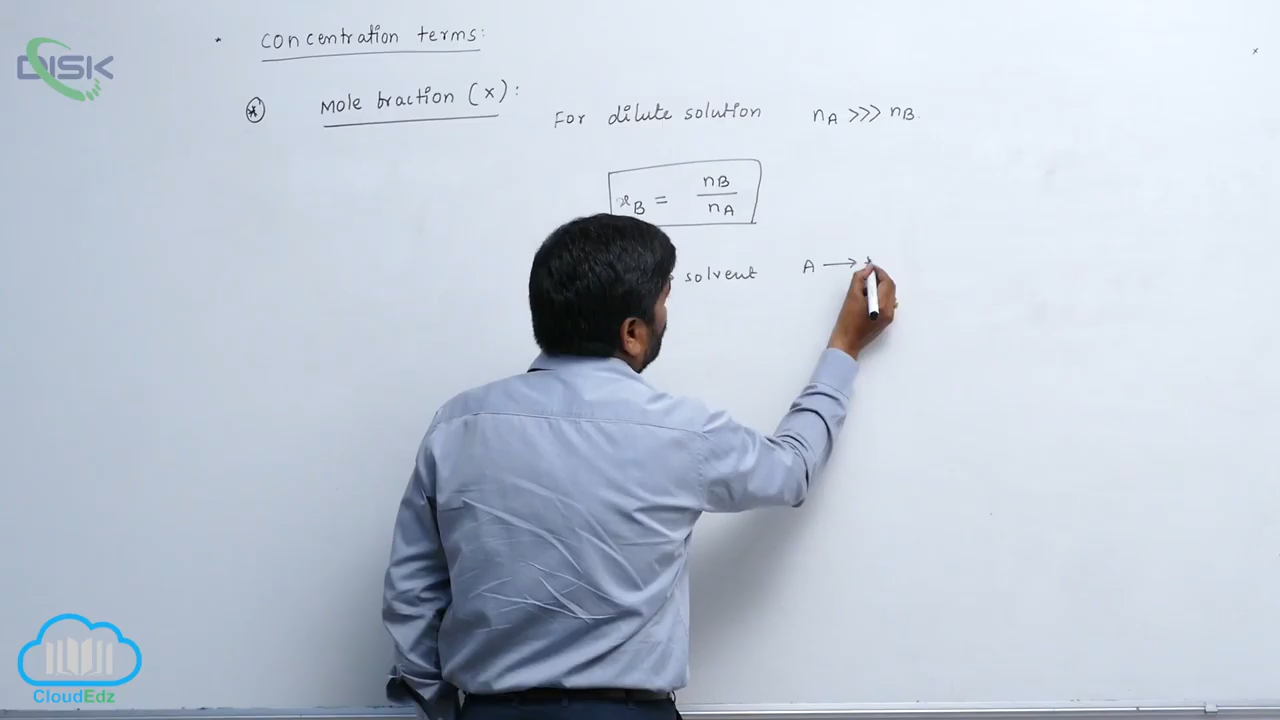 DISK
• Concentration terms:
Mole fraction (x):
For dilute solution nA >>> nB.
xB = nB / nA
solvent A →
CloudEdz